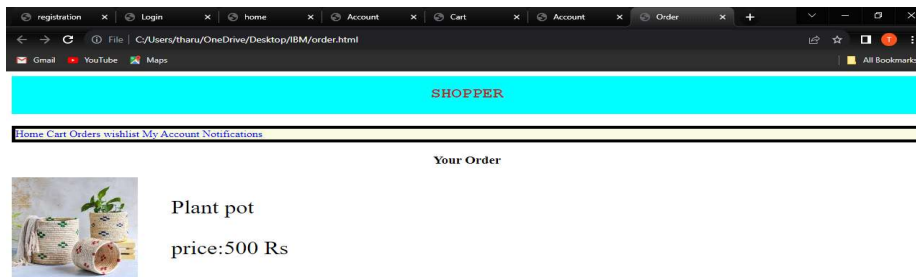 registration Login home Account Cart Account Order
File C:/Users/tharu/OneDrive/Desktop/IBM/order.html
Gmail YouTube Maps All Bookmarks
SHOPPER
Home Cart Orders wishlist My Account Notifications
Your Order
Plant pot
price:500 Rs